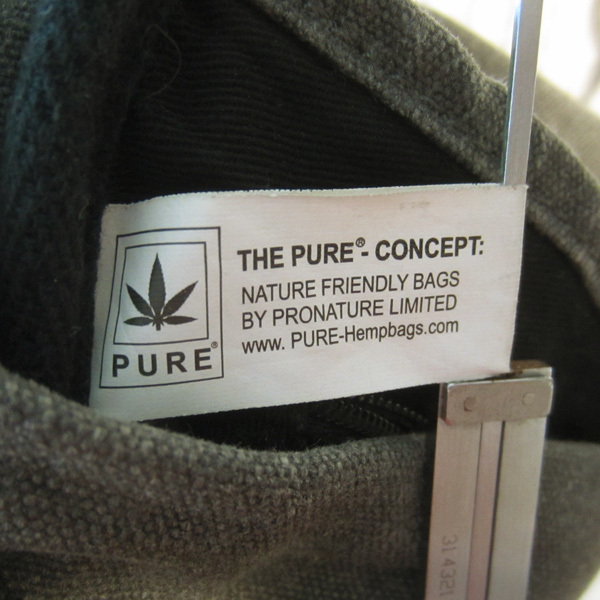 THE PURE®- CONCEPT:
NATURE FRIENDLY BAGS
BY PRONATURE LIMITED
www. PURE-Hempbags.com
PURE®
314321